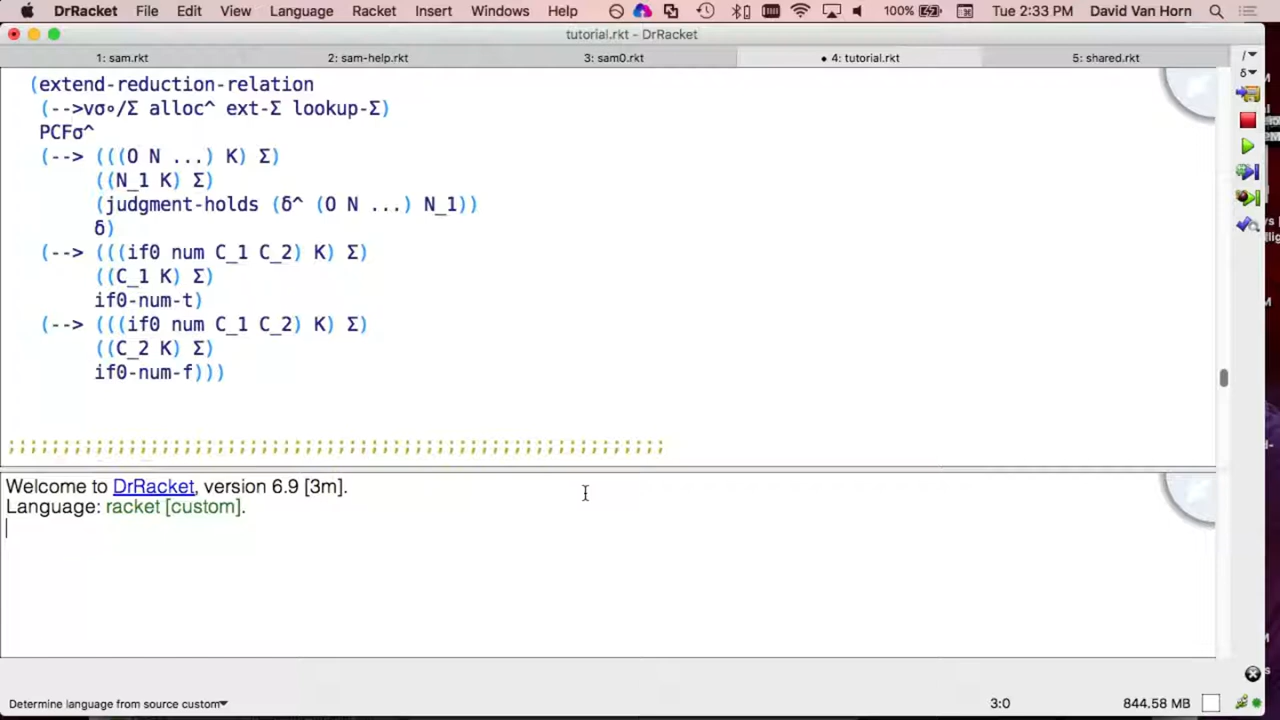 DrRacket File Edit View Language Racket Insert Windows Help 100% Tue 2:33 PM David Van Horn
tutorial.rkt - DrRacket
1: sam.rkt 2: sam-help.rkt 3: sam0.rkt • 4: tutorial.rkt 5: shared.rkt
(extend-reduction-relation
(-->vσ∘/Σ alloc^ ext-Σ lookup-Σ)
PCFσ^
(--> (((O N ...) K) Σ)
((N_1 K) Σ)
(judgment-holds (δ^ (O N ...) N_1))
δ)
(--> (((if0 num C_1 C_2) K) Σ)
((C_1 K) Σ)
if0-num-t)
(--> (((if0 num C_1 C_2) K) Σ)
((C_2 K) Σ)
if0-num-f)))
;;;;;;;;;;;;;;;;;;;;;;;;;;;;;;;;;;;;;;;;;;;;;;;;;;;;;;;;;;;;
Welcome to DrRacket, version 6.9 [3m].
Language: racket [custom].
Determine language from source custom 3:0 844.58 MB